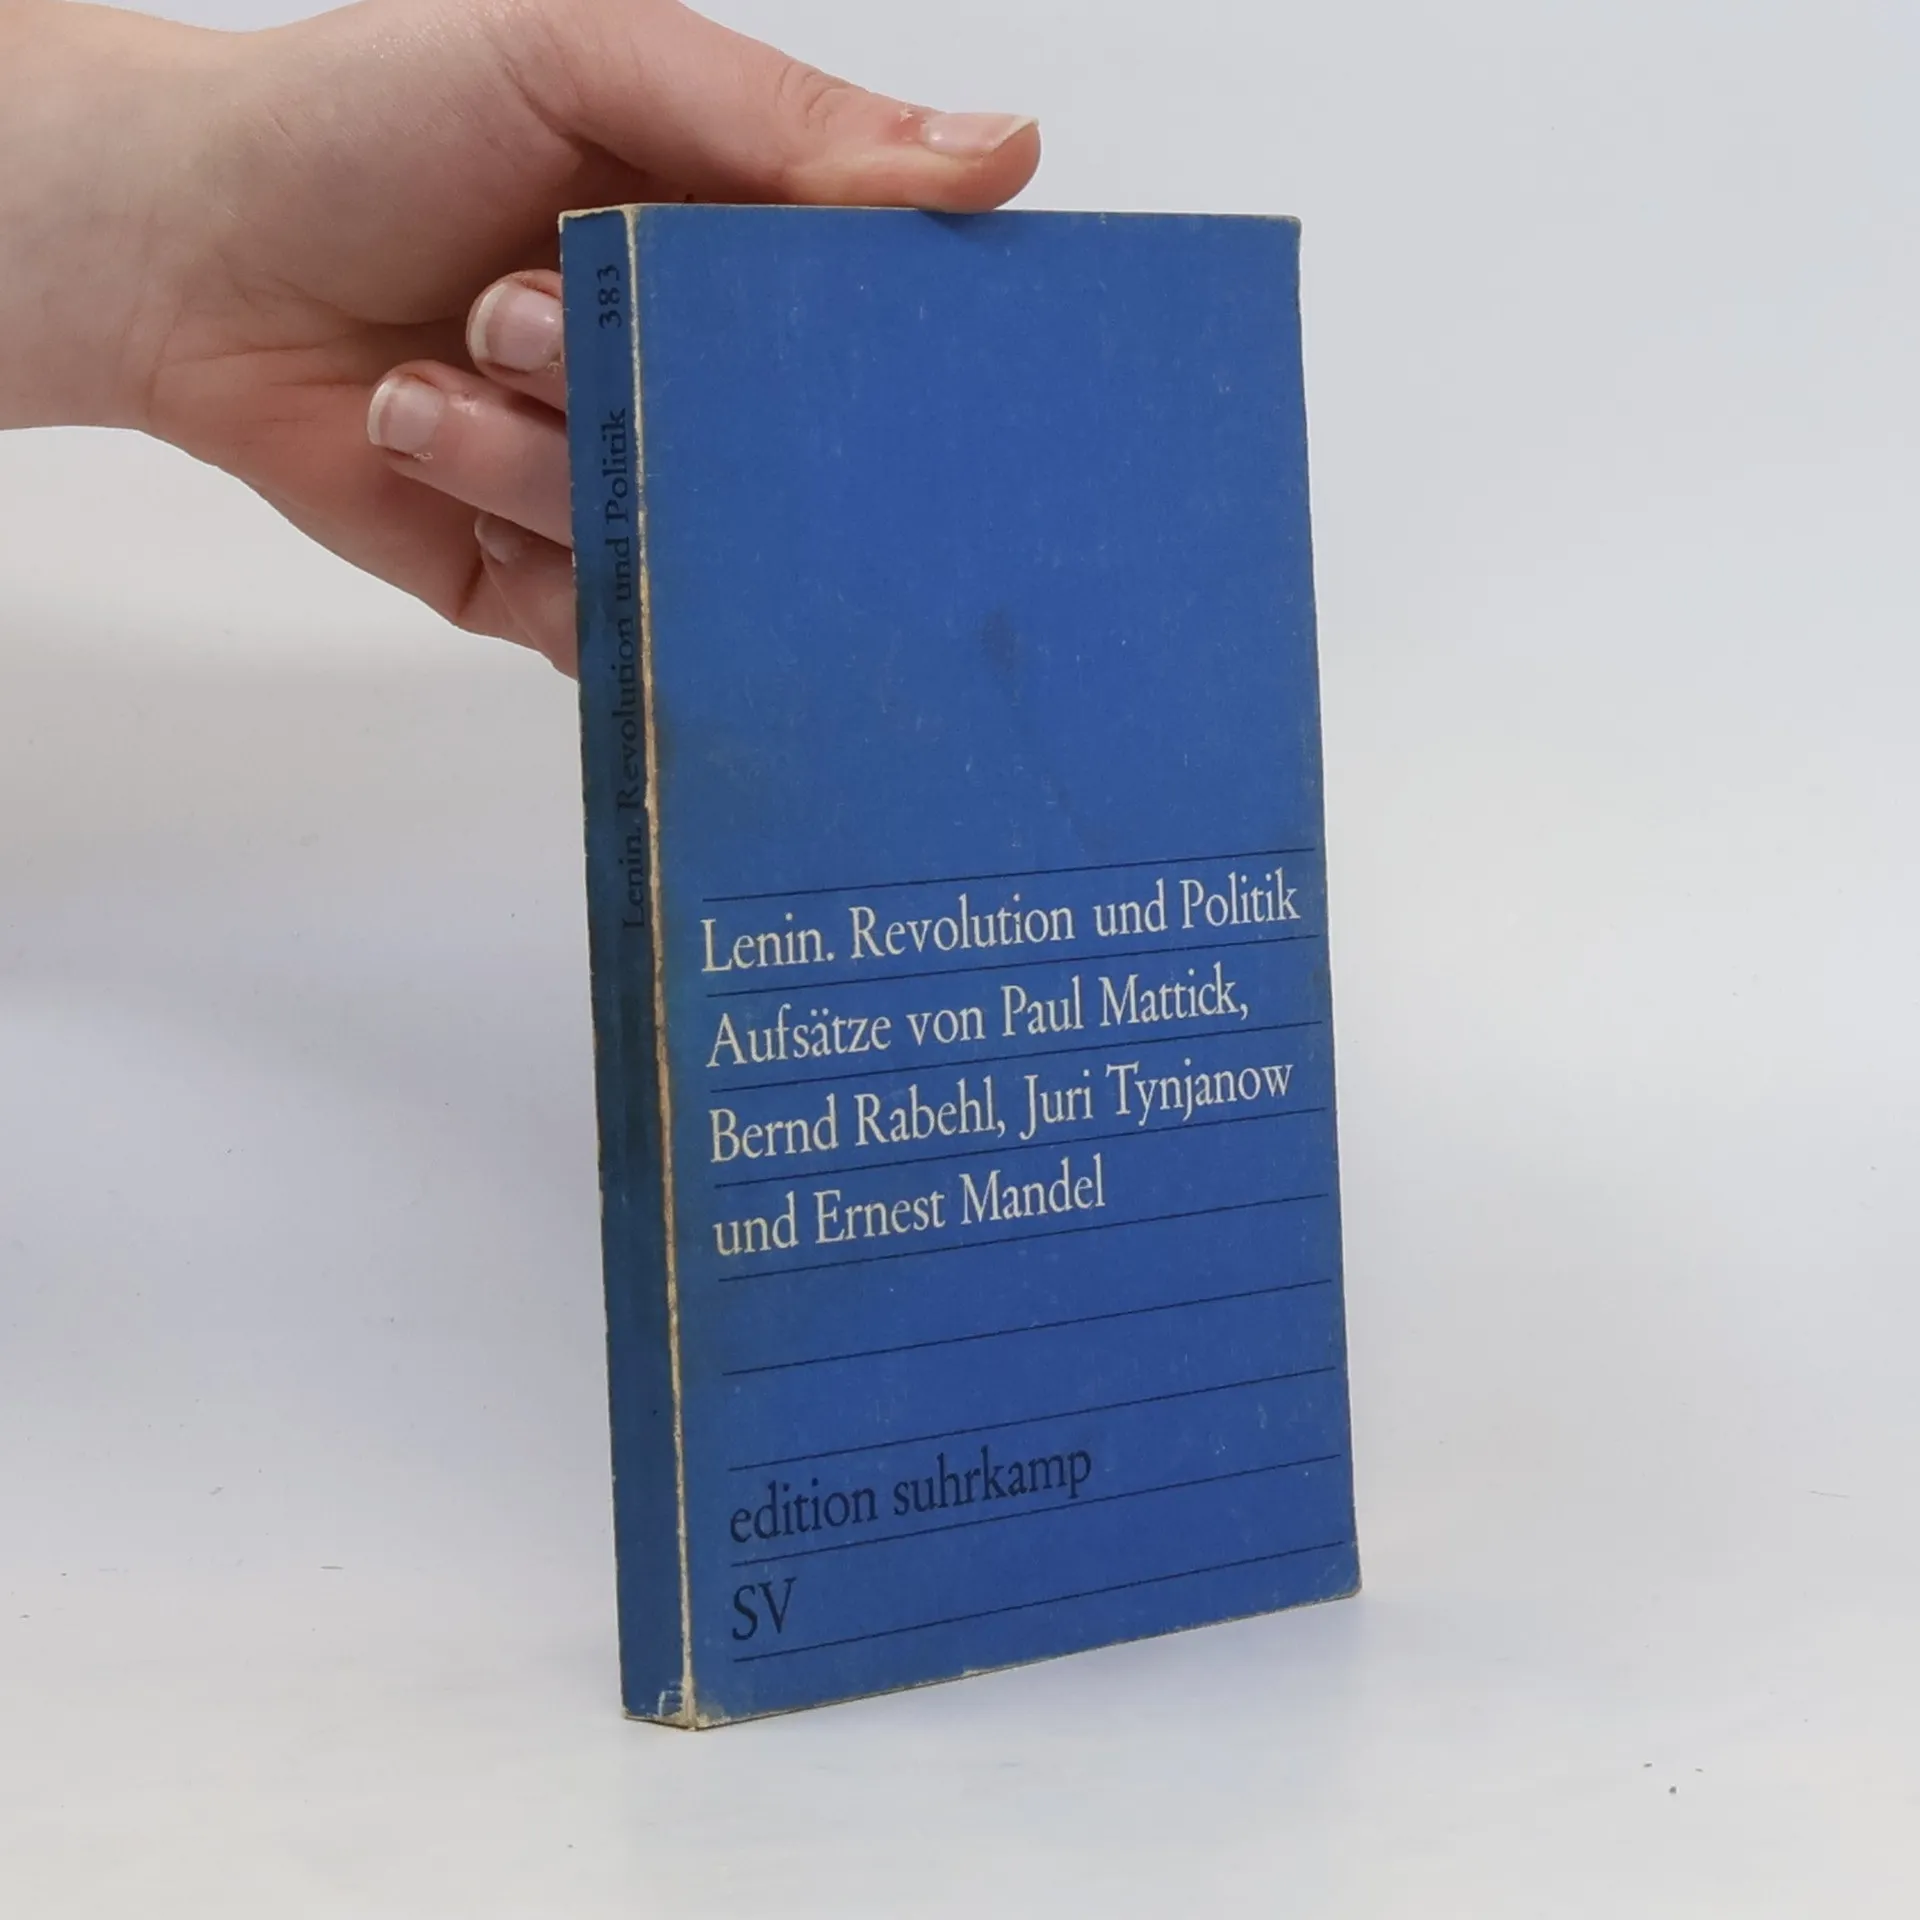 383
Lenin. Revolution und Politik
Lenin. Revolution und Politik
Aufsätze von Paul Mattick,
Bernd Rabehl, Juri Tynjanow
und Ernest Mandel
edition suhrkamp
SV